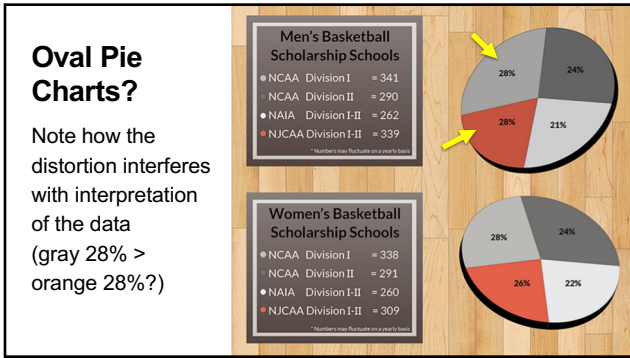 Oval Pie
Charts?
Note how the
distortion interferes
with interpretation
of the data
(gray 28% >
orange 28%?)
Men's Basketball
Scholarship Schools
NCAA Division I = 341
NCAA Division II = 290
NAIA Division I-II = 262
NJCAA Division I-II = 339
* Numbers may fluctuate on a yearly basis
28%
24%
28%
21%
Women's Basketball
Scholarship Schools
NCAA Division I = 338
NCAA Division II = 291
NAIA Division I-II = 260
NJCAA Division I-II = 309
* Numbers may fluctuate on a yearly basis
28%
24%
26%
22%